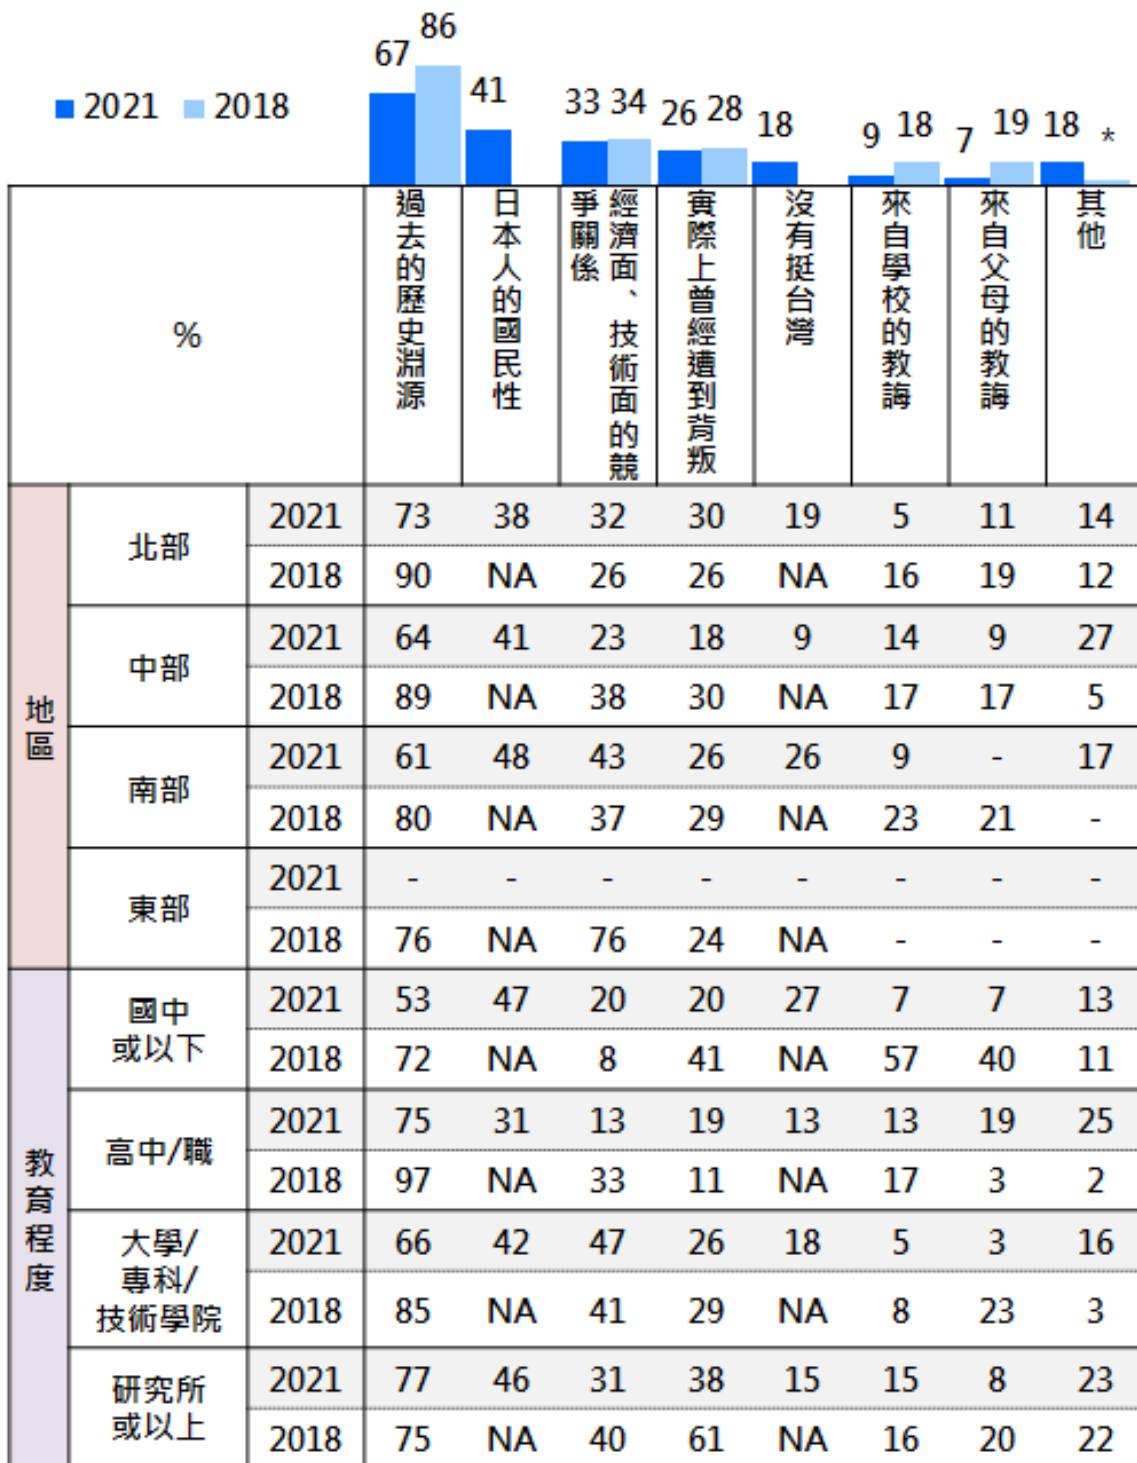 67 86 41 33 34 26 28 18 9 18 7 19 18 *
2021 2018
% 過去的歷史淵源 日本人的國民性 經濟面、技術面的競爭關係 實際上曾經遭到背叛 沒有挺台灣 來自學校的教誨 來自父母的教誨 其他
地區
北部 2021 73 38 32 30 19 5 11 14
2018 90 NA 26 26 NA 16 19 12
中部 2021 64 41 23 18 9 14 9 27
2018 89 NA 38 30 NA 17 17 5
南部 2021 61 48 43 26 26 9 - 17
2018 80 NA 37 29 NA 23 21 -
東部 2021 - - - - - - - -
2018 76 NA 76 24 NA - - -
教育程度
國中
或以下
2021 53 47 20 20 27 7 7 13
2018 72 NA 8 41 NA 57 40 11
高中/職 2021 75 31 13 19 13 13 19 25
2018 97 NA 33 11 NA 17 3 2
大學/
專科/
技術學院
2021 66 42 47 26 18 5 3 16
2018 85 NA 41 29 NA 8 23 3
研究所
或以上
2021 77 46 31 38 15 15 8 23
2018 75 NA 40 61 NA 16 20 22